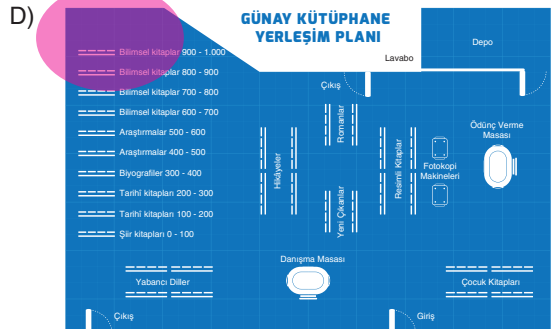 D)
GÜNAY KÜTÜPHANE
YERLEŞİM PLANI
Depo
Lavabo
Çıkış
Bilimsel kitaplar 900 - 1.000
Bilimsel kitaplar 800 - 900
Bilimsel kitaplar 700 - 800
Bilimsel kitaplar 600 - 700
Araştırmalar 500 - 600
Araştırmalar 400 - 500
Biyografiler 300 - 400
Tarihî kitapları 200 - 300
Tarihî kitapları 100 - 200
Şiir kitapları 0 - 100
Hikâyeler
Romanlar
Yeni Çıkanlar
Resimli Kitaplar
Fotokopi
Makineleri
Ödünç Verme
Masası
Danışma Masası
Yabancı Diller
Çocuk Kitapları
Çıkış
Giriş